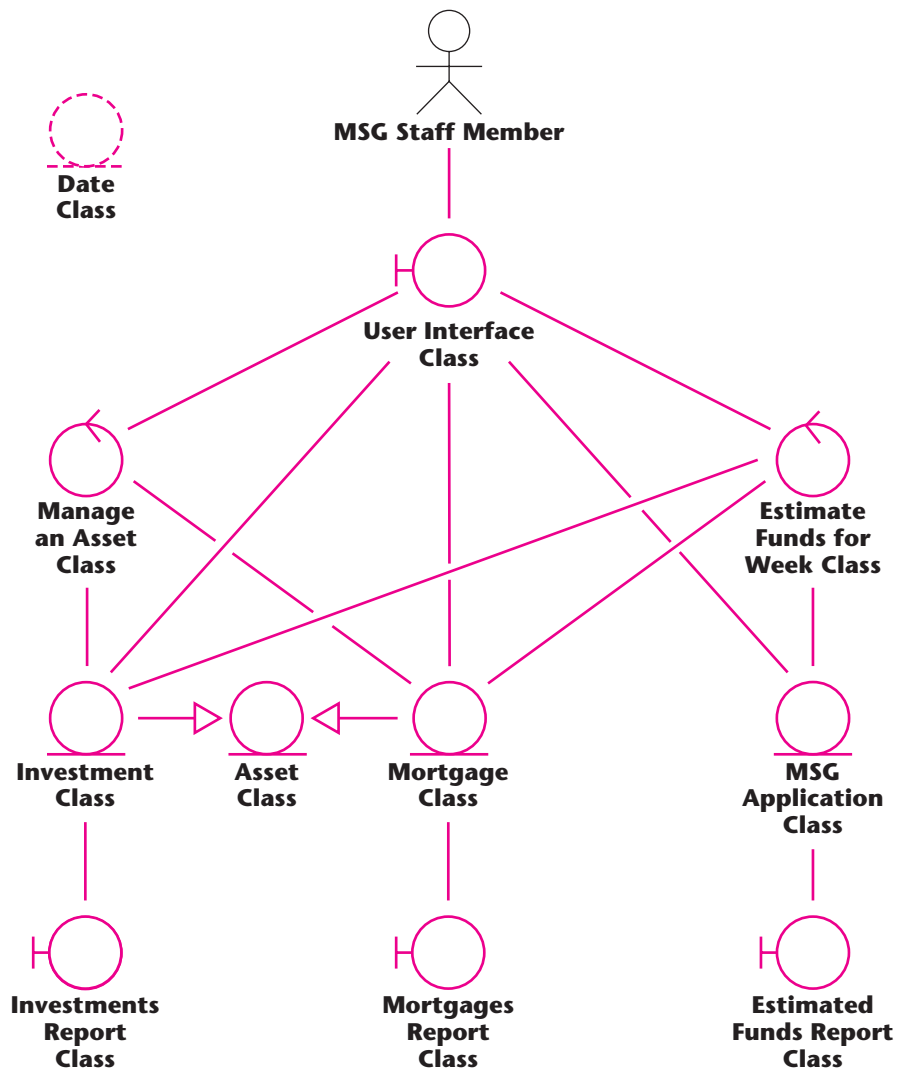 MSG Staff Member
Date
Class
User Interface
Class
Manage
an Asset
Class
Estimate
Funds for
Week Class
Investment
Class
Asset
Class
Mortgage
Class
MSG
Application
Class
Investments
Report
Class
Mortgages
Report
Class
Estimated
Funds Report
Class